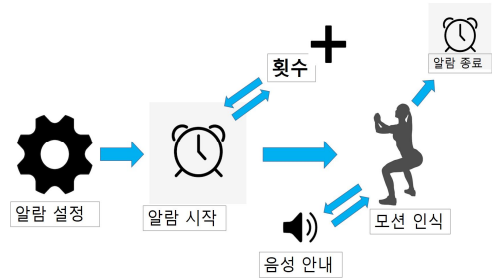 알람 종료
횟수
알람 설정
알람 시작
모션 인식
음성 안내